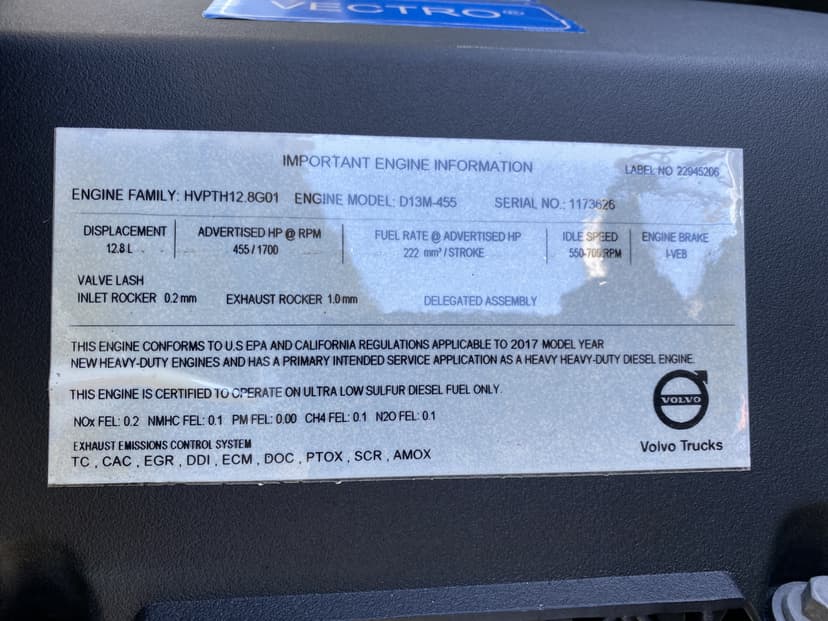 VECTRO®
IMPORTANT ENGINE INFORMATION
LABEL NO 22945206
ENGINE FAMILY: HVPTH12.8G01 ENGINE MODEL: D13M-455 SERIAL NO.: 1173626
DISPLACEMENT ADVERTISED HP @ RPM FUEL RATE @ ADVERTISED HP IDLE SPEED ENGINE BRAKE
12.8 L 455 / 1700 222 mm³ / STROKE 550-700 RPM I-VEB
VALVE LASH
INLET ROCKER 0.2 mm EXHAUST ROCKER 1.0 mm DELEGATED ASSEMBLY
THIS ENGINE CONFORMS TO U.S EPA AND CALIFORNIA REGULATIONS APPLICABLE TO 2017 MODEL YEAR
NEW HEAVY-DUTY ENGINES AND HAS A PRIMARY INTENDED SERVICE APPLICATION AS A HEAVY HEAVY-DUTY DIESEL ENGINE.
THIS ENGINE IS CERTIFIED TO OPERATE ON ULTRA LOW SULFUR DIESEL FUEL ONLY.
NOx FEL: 0.2 NMHC FEL: 0.1 PM FEL: 0.00 CH4 FEL: 0.1 N2O FEL: 0.1
EXHAUST EMISSIONS CONTROL SYSTEM
TC , CAC , EGR , DDI , ECM , DOC , PTOX , SCR , AMOX
VOLVO
Volvo Trucks